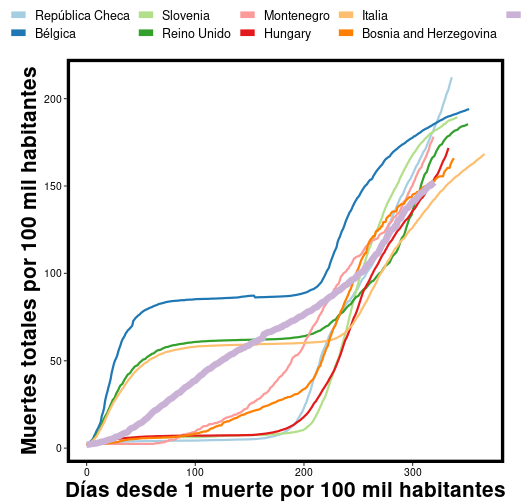 República Checa Slovenia Montenegro Italia
Bélgica Reino Unido Hungary Bosnia and Herzegovina
Muertes totales por 100 mil habitantes
200
150
100
50
0
0 100 200 300
Días desde 1 muerte por 100 mil habitantes